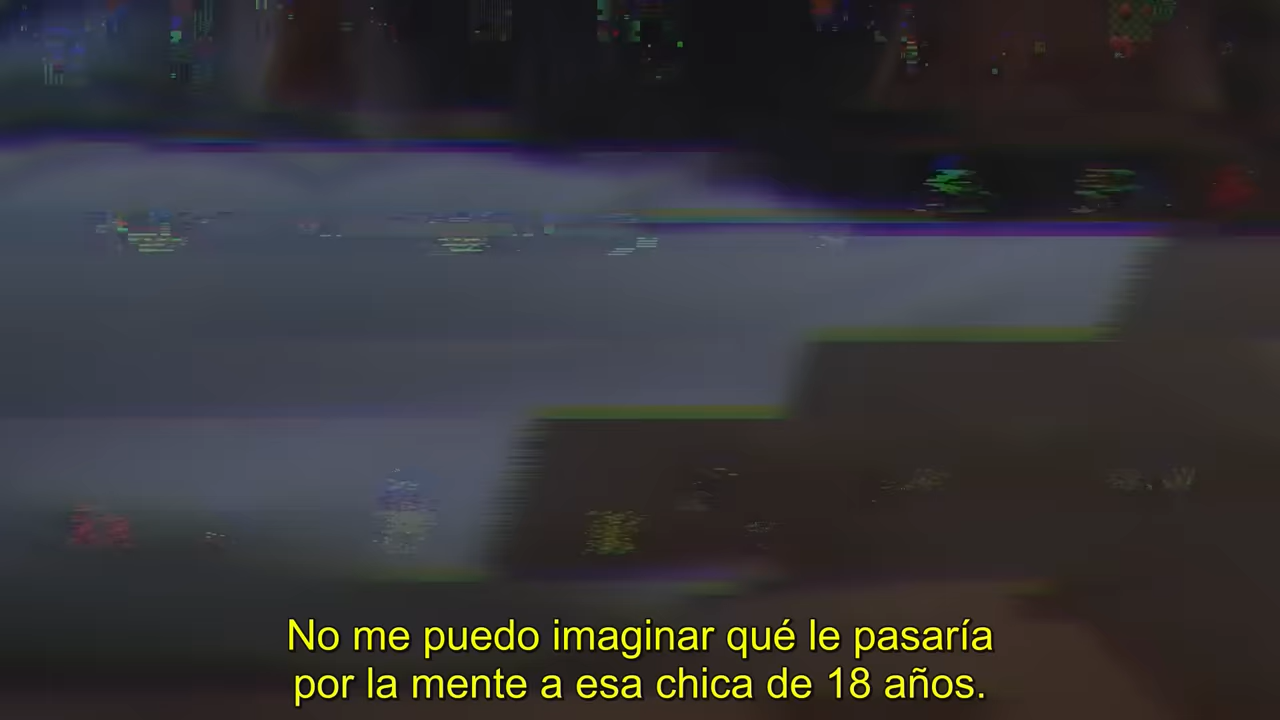 No me puedo imaginar qué le pasaría
por la mente a esa chica de 18 años.